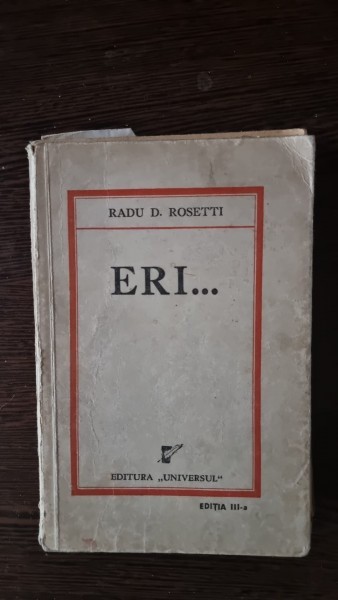 RADU D. ROSETTI
ERI...
EDITURA „UNIVERSUL“
EDIȚIA III-a